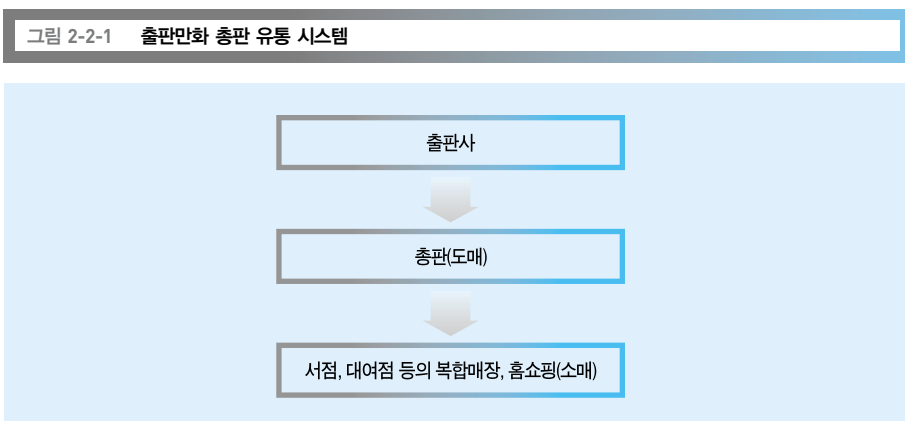 그림 2-2-1 출판만화 총판 유통 시스템
출판사
총판(도매)
서점, 대여점 등의 복합매장, 홈쇼핑(소매)